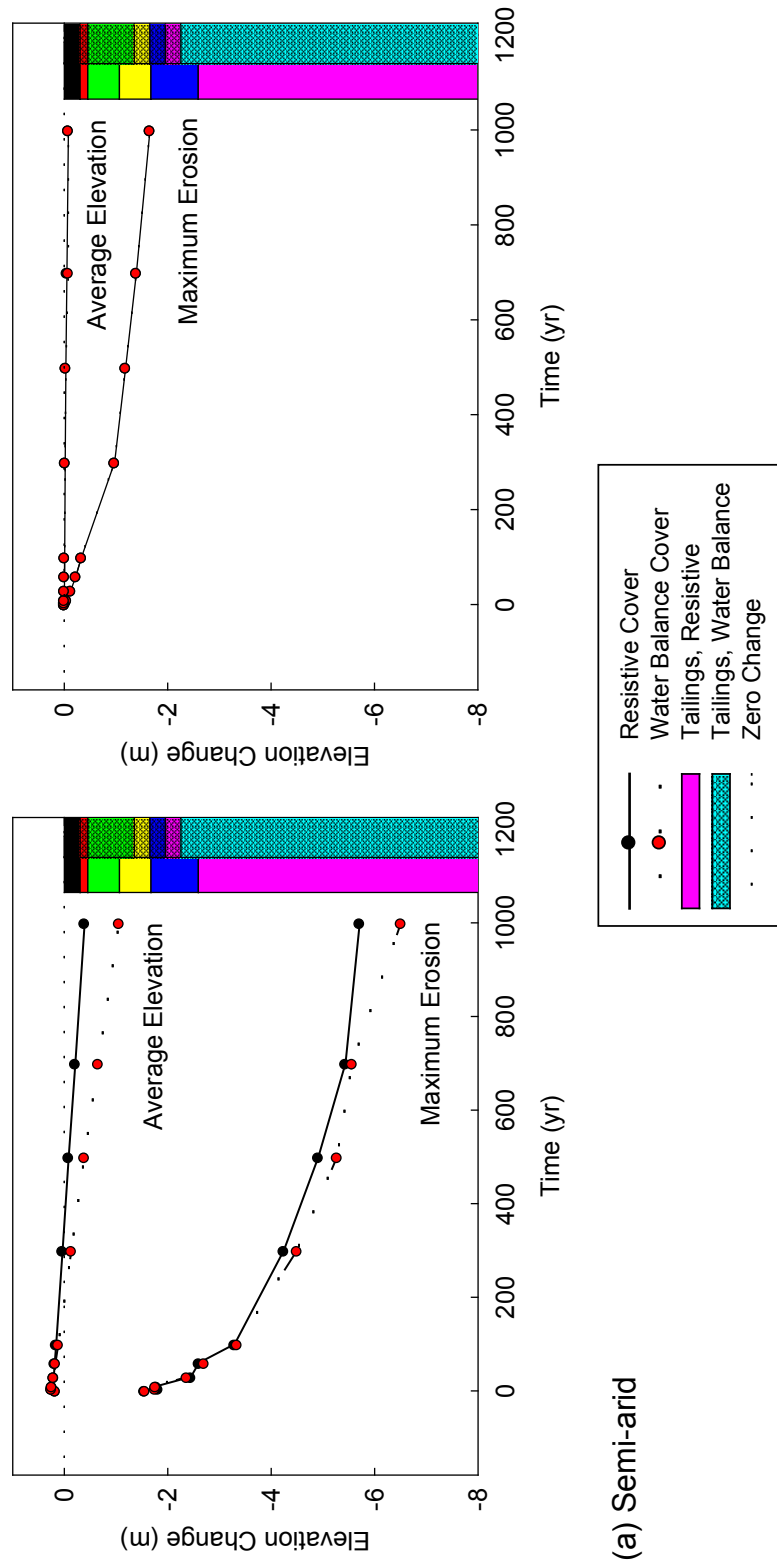 Elevation Change (m)
0
-2
-4
-6
-8
0
200
400
600
800
1000
1200
Time (yr)
Average Elevation
Maximum Erosion
Elevation Change (m)
0
-2
-4
-6
-8
0
200
400
600
800
1000
1200
Time (yr)
Average Elevation
Maximum Erosion
(a) Semi-arid
Resistive Cover
Water Balance Cover
Tailings, Resistive
Tailings, Water Balance
Zero Change